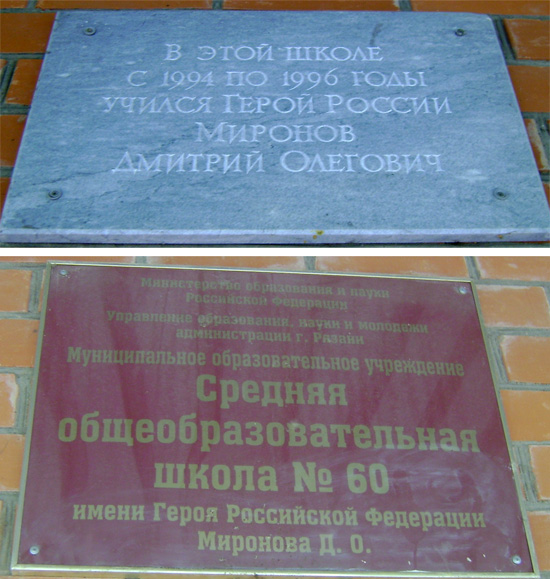 В ЭТОЙ ШКОЛЕ
С 1994 ПО 1996 ГОДЫ
УЧИЛСЯ ГЕРОЙ РОССИИ
МИРОНОВ
ДМИТРИЙ ОЛЕГОВИЧ
Министерство образования и науки
Российской Федерации
Управление образования, науки и молодежи
администрации г. Рязани
Муниципальное образовательное учреждение
Средняя
общеобразовательная
школа № 60
имени Героя Российской Федерации
Миронова Д. О.